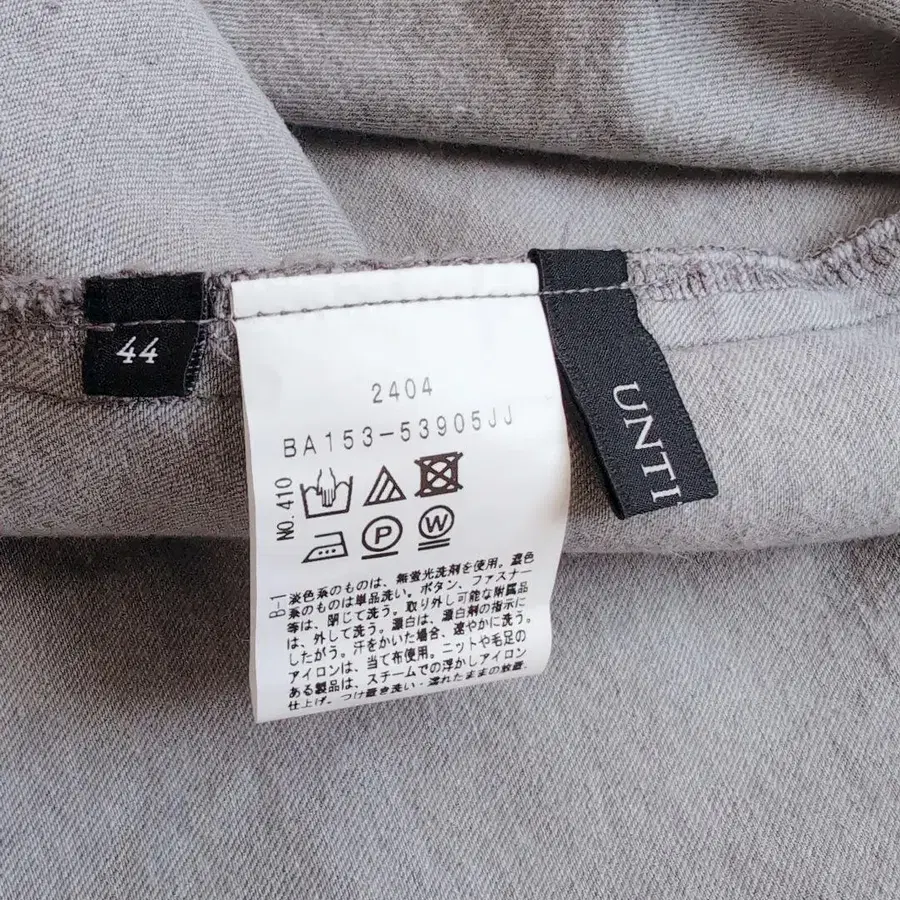 44
2404
BA153-53905JJ
NO.410
P
W
B-1
淡色系のものは、無蛍光洗剤を使用。濃色
系のものは単品洗い。ボタン、ファスナー
等は、閉じて洗う。取り外し可能な附属品
は、外して洗う。漂白は、漂白剤の指示に
したがう。汗をかいた場合、速やかに洗う。
アイロンは、当て布使用。ニットや毛足の
ある製品は、スチームでの浮かしアイロン
仕上げ。つけ置き洗い・濡れたままの放置、
UNTI